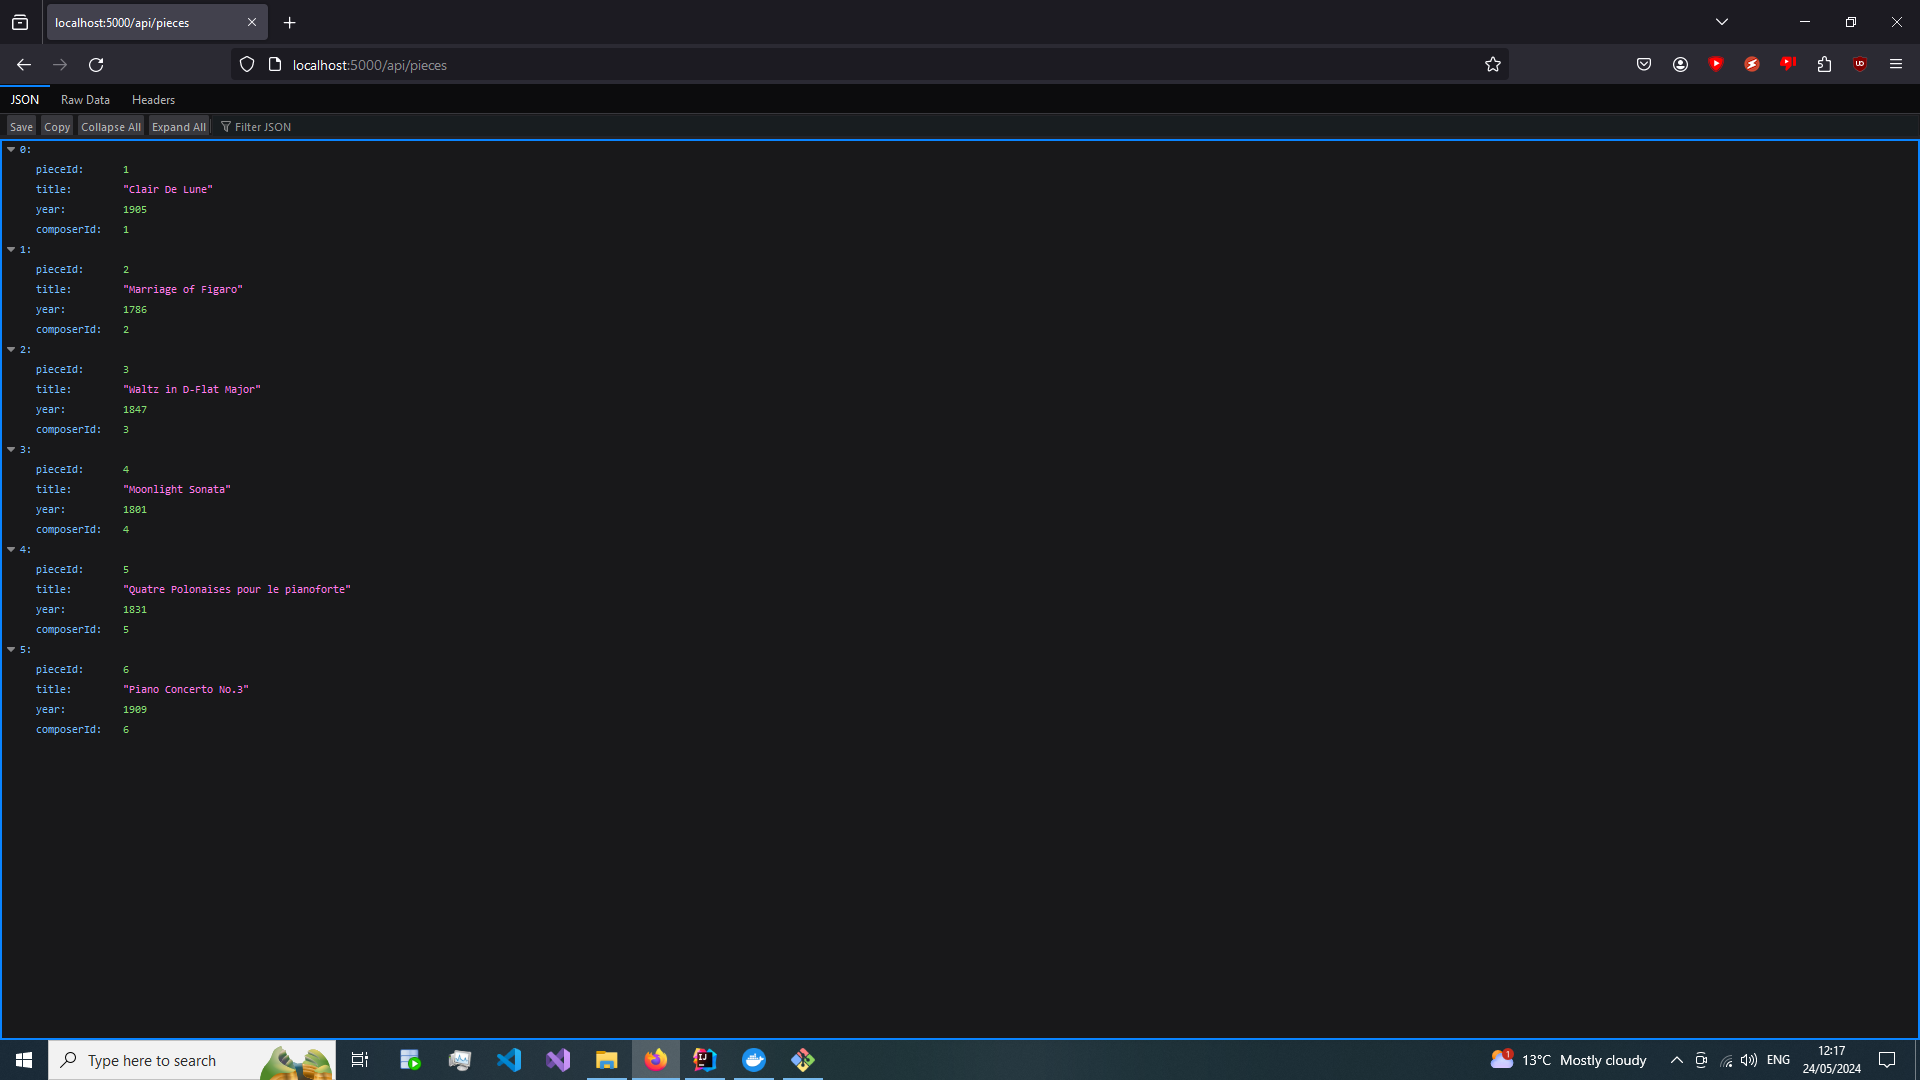 localhost:5000/api/pieces
localhost:5000/api/pieces
JSON Raw Data Headers
Save Copy Collapse All Expand All Filter JSON
0:
pieceId: 1
title: "Clair De Lune"
year: 1905
composerId: 1
1:
pieceId: 2
title: "Marriage of Figaro"
year: 1786
composerId: 2
2:
pieceId: 3
title: "Waltz in D-Flat Major"
year: 1847
composerId: 3
3:
pieceId: 4
title: "Moonlight Sonata"
year: 1801
composerId: 4
4:
pieceId: 5
title: "Quatre Polonaises pour le pianoforte"
year: 1831
composerId: 5
5:
pieceId: 6
title: "Piano Concerto No.3"
year: 1909
composerId: 6
Type here to search 1 13°C Mostly cloudy ENG 12:17
24/05/2024